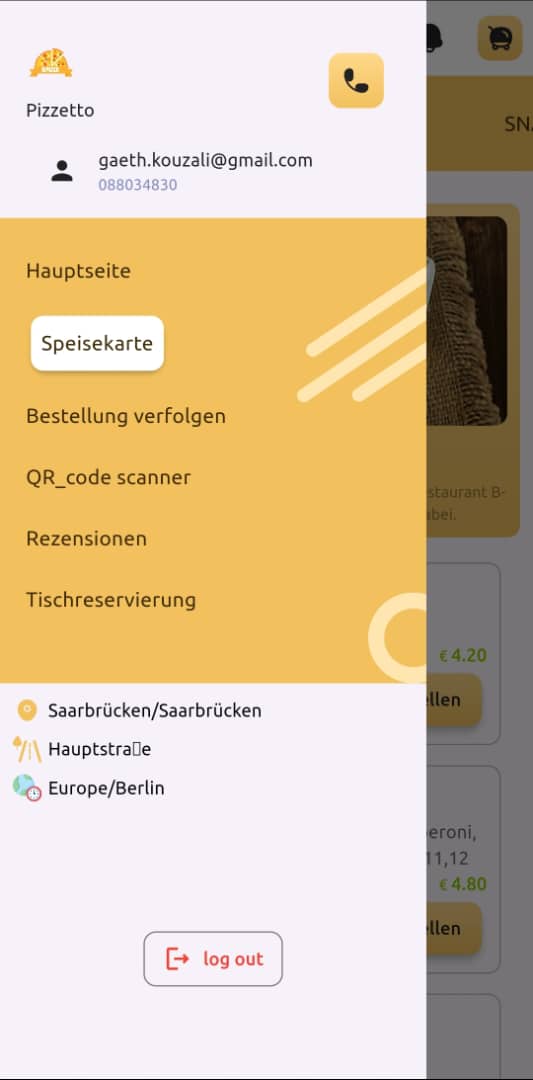 Pizzetto
gaeth.kouzali@gmail.com
088034830
Hauptseite
Speisekarte
Bestellung verfolgen
QR_code scanner
Rezensionen
Tischreservierung
Saarbrücken/Saarbrücken
Hauptstra▯e
Europe/Berlin
log out
SN
staurant B-
abei.
€ 4.20
llen
eroni,
11,12
€ 4.80
llen